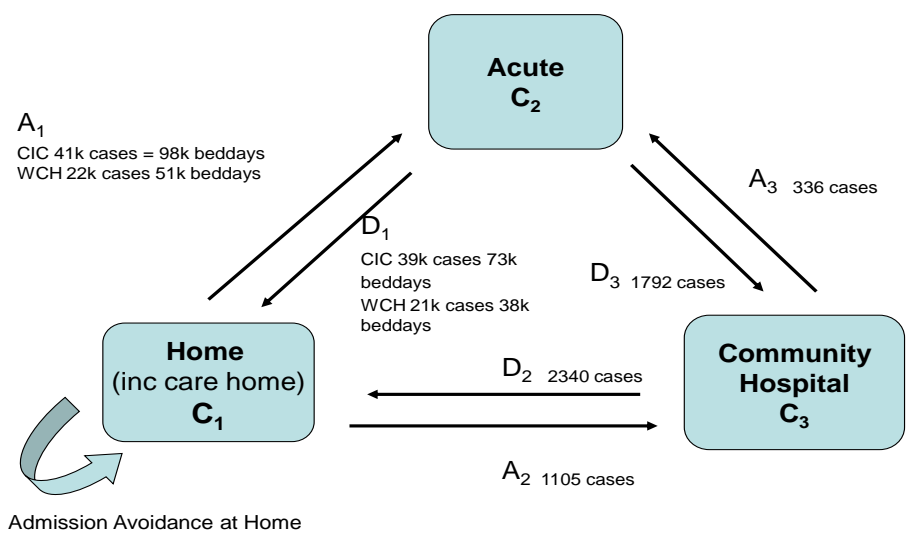 Acute
C₂
A₁
CIC 41k cases = 98k beddays
WCH 22k cases 51k beddays
A₃ 336 cases
D₁
CIC 39k cases 73k
beddays
WCH 21k cases 38k
beddays
D₃ 1792 cases
Home
(inc care home)
C₁
D₂ 2340 cases
Community
Hospital
C₃
A₂ 1105 cases
Admission Avoidance at Home